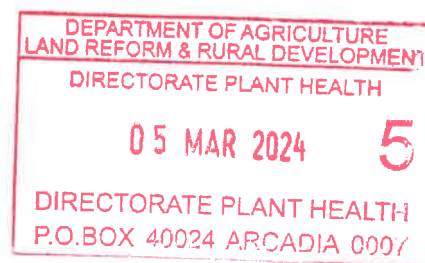 DEPARTMENT OF AGRICULTURE
LAND REFORM & RURAL DEVELOPMENT
DIRECTORATE PLANT HEALTH
05 MAR 2024 5
DIRECTORATE PLANT HEALTH
P.O.BOX 40024 ARCADIA 0007